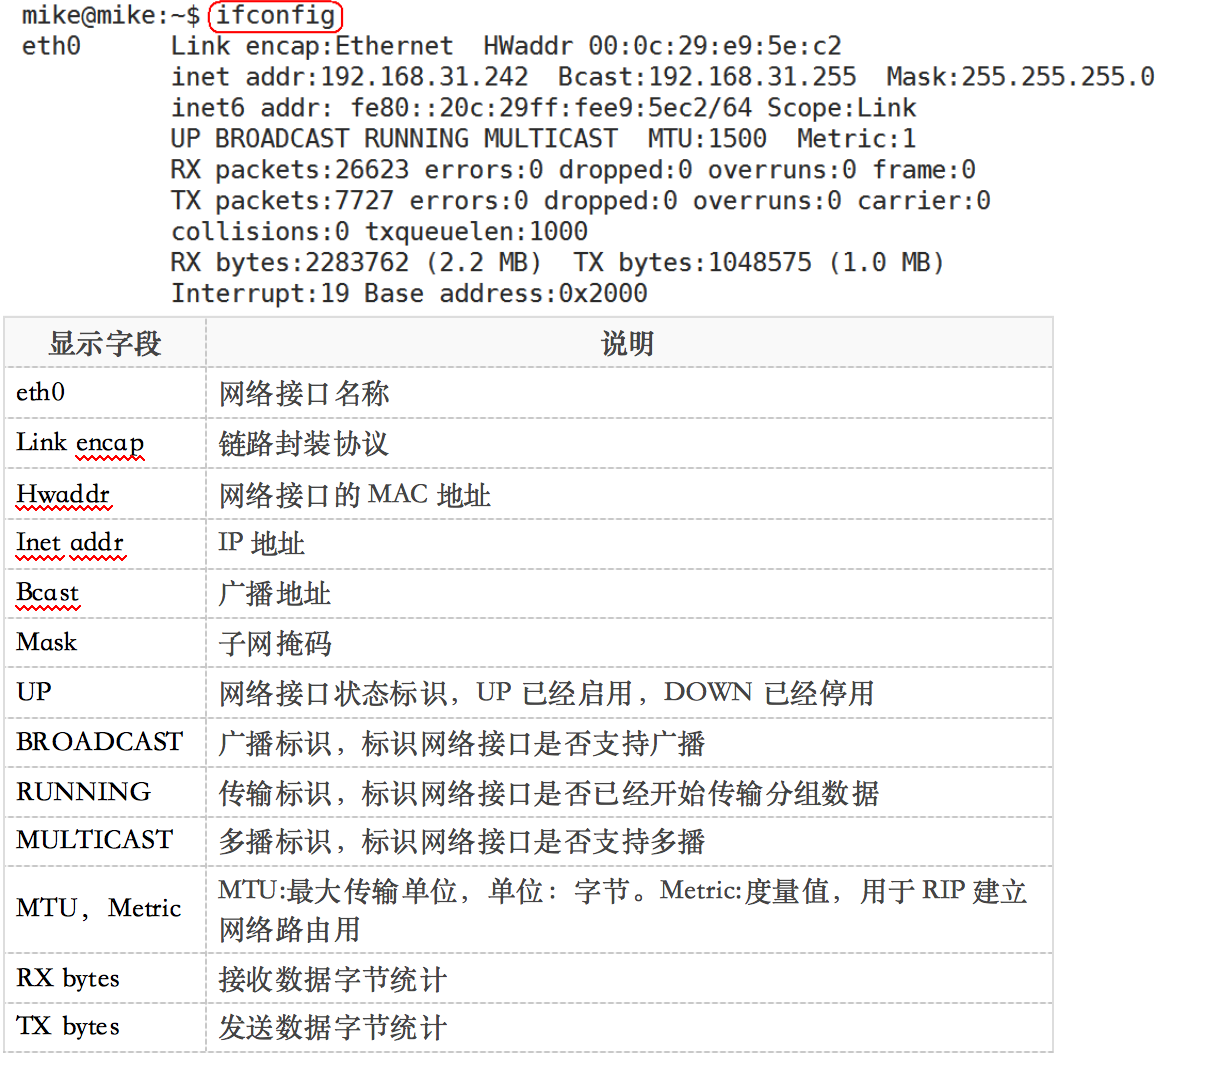 mike@mike:~$ ifconfig
eth0 Link encap:Ethernet HWaddr 00:0c:29:e9:5e:c2
inet addr:192.168.31.242 Bcast:192.168.31.255 Mask:255.255.255.0
inet6 addr: fe80::20c:29ff:fee9:5ec2/64 Scope:Link
UP BROADCAST RUNNING MULTICAST MTU:1500 Metric:1
RX packets:26623 errors:0 dropped:0 overruns:0 frame:0
TX packets:7727 errors:0 dropped:0 overruns:0 carrier:0
collisions:0 txqueuelen:1000
RX bytes:2283762 (2.2 MB) TX bytes:1048575 (1.0 MB)
Interrupt:19 Base address:0x2000
显示字段 说明
eth0 网络接口名称
Link encap 链路封装协议
Hwaddr 网络接口的 MAC 地址
Inet addr IP 地址
Bcast 广播地址
Mask 子网掩码
UP 网络接口状态标识，UP 已经启用，DOWN 已经停用
BROADCAST 广播标识，标识网络接口是否支持广播
RUNNING 传输标识，标识网络接口是否已经开始传输分组数据
MULTICAST 多播标识，标识网络接口是否支持多播
MTU，Metric MTU:最大传输单位，单位：字节。Metric:度量值，用于 RIP 建立
网络路由用
RX bytes 接收数据字节统计
TX bytes 发送数据字节统计